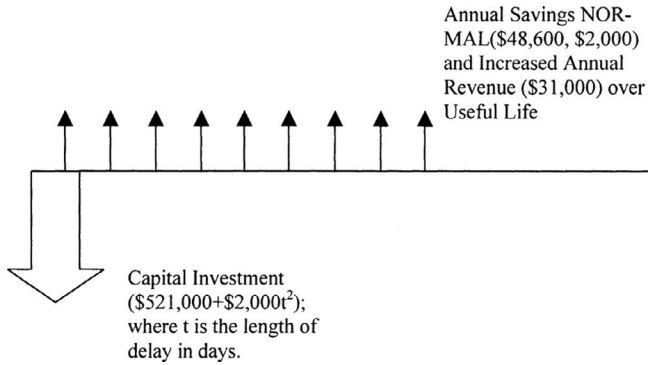 Annual Savings NOR-
MAL($48,600, $2,000)
and Increased Annual
Revenue ($31,000) over
Useful Life
Capital Investment
($521,000+$2,000t²);
where t is the length of
delay in days.